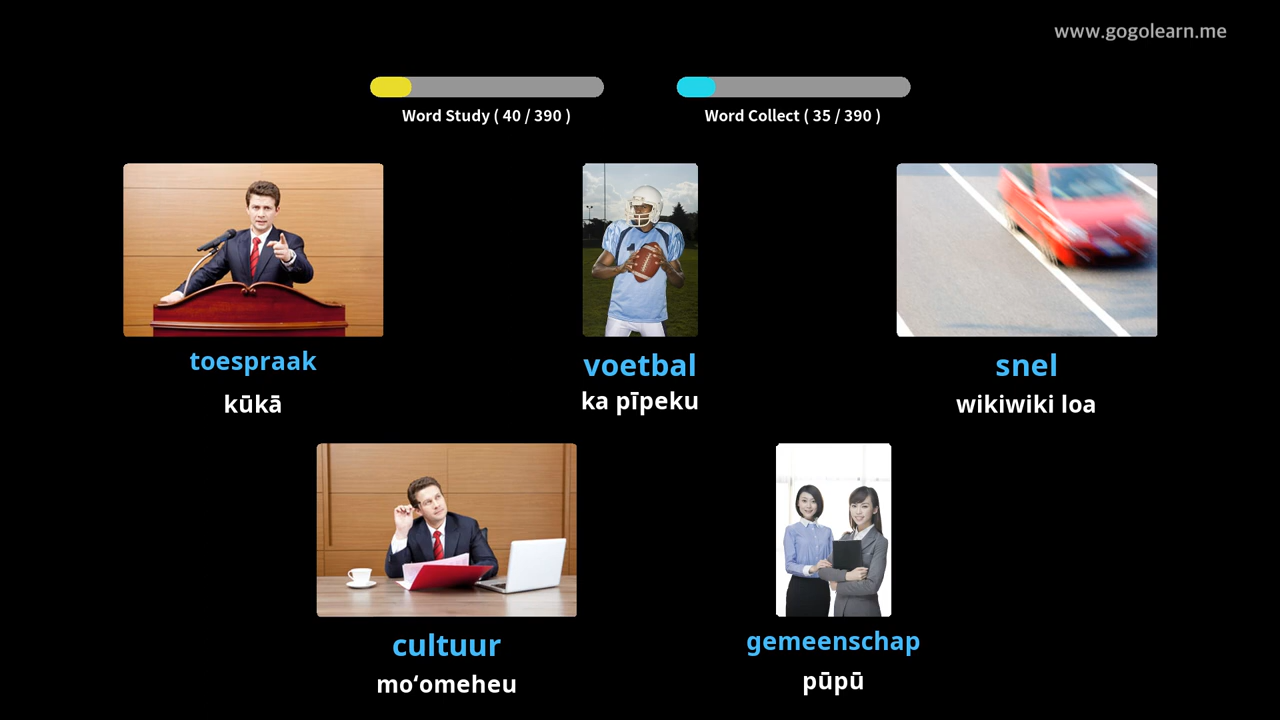 www.gogolearn.me
Word Study ( 40 / 390 )
Word Collect ( 35 / 390 )
toespraak
kūkā
voetbal
ka pīpeku
snel
wikiwiki loa
cultuur
moʻomeheu
gemeenschap
pūpū